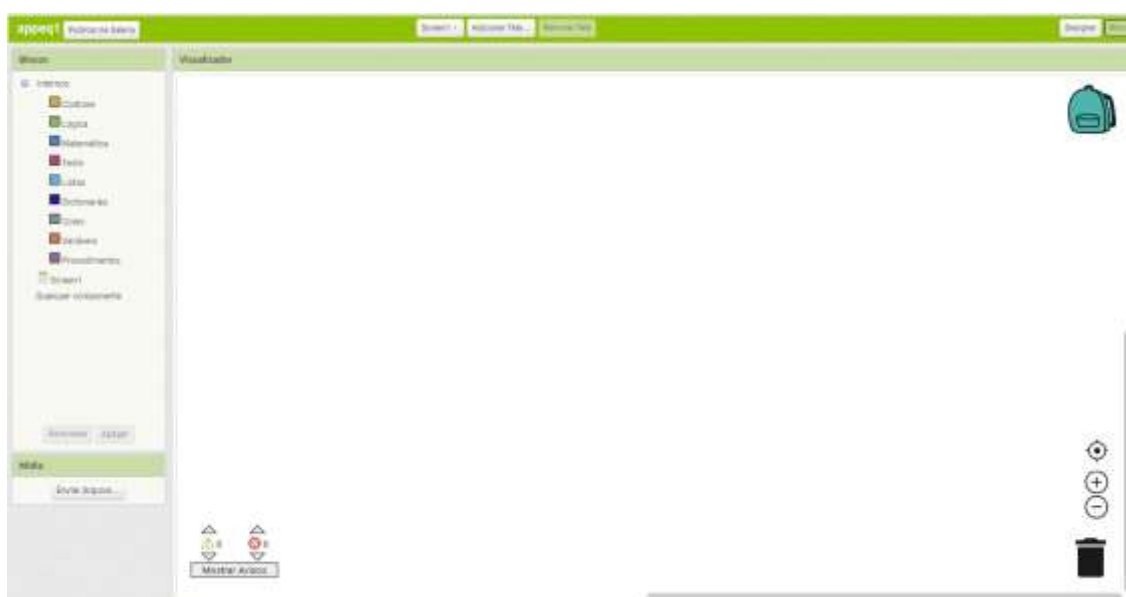 appeq1 Publicar na Galeria Screen1 Adicionar Tela... Remover Tela Designer
Blocos Visualizador
Internos
Controle
Lógica
Matemática
Texto
Listas
Dicionários
Cores
Variáveis
Procedimentos
Screen1
Qualquer componente
Renomear Apagar
Mídia
Enviar Arquivo...
0 0
Mostrar Avisos